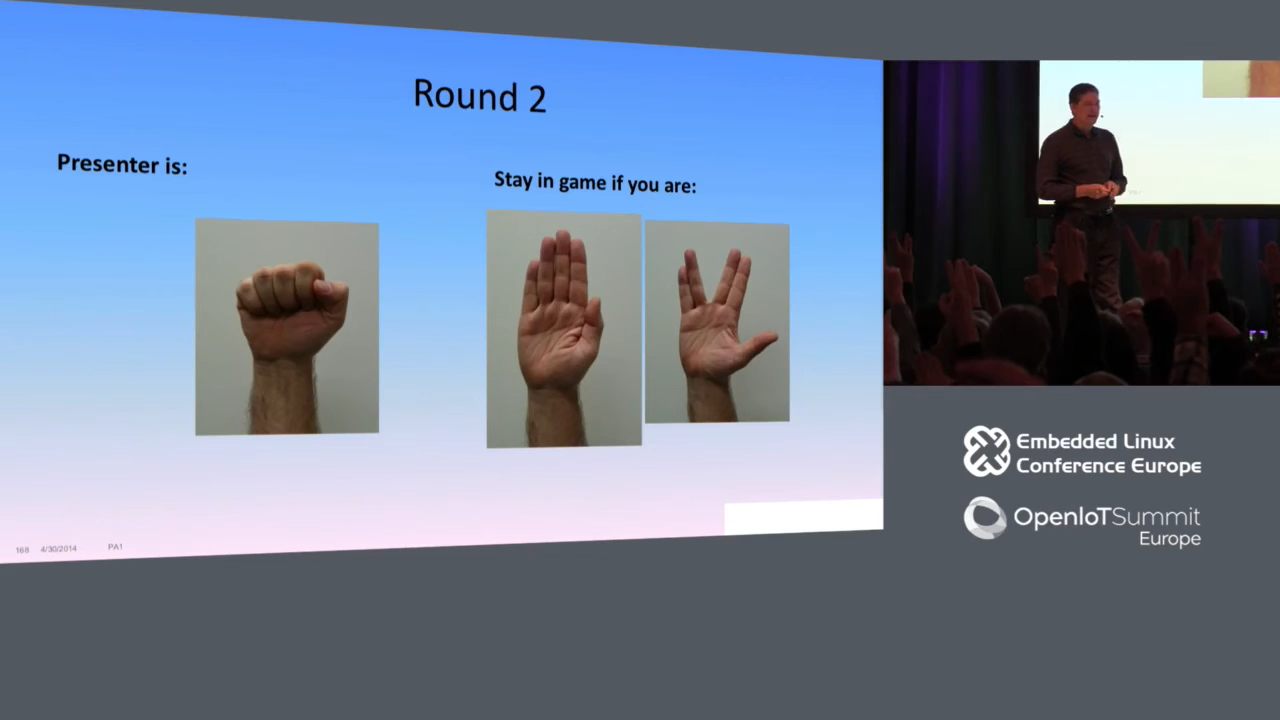 Round 2
Presenter is:
Stay in game if you are:
168 4/30/2014 PA1
Embedded Linux
Conference Europe
OpenIoTSummit
Europe